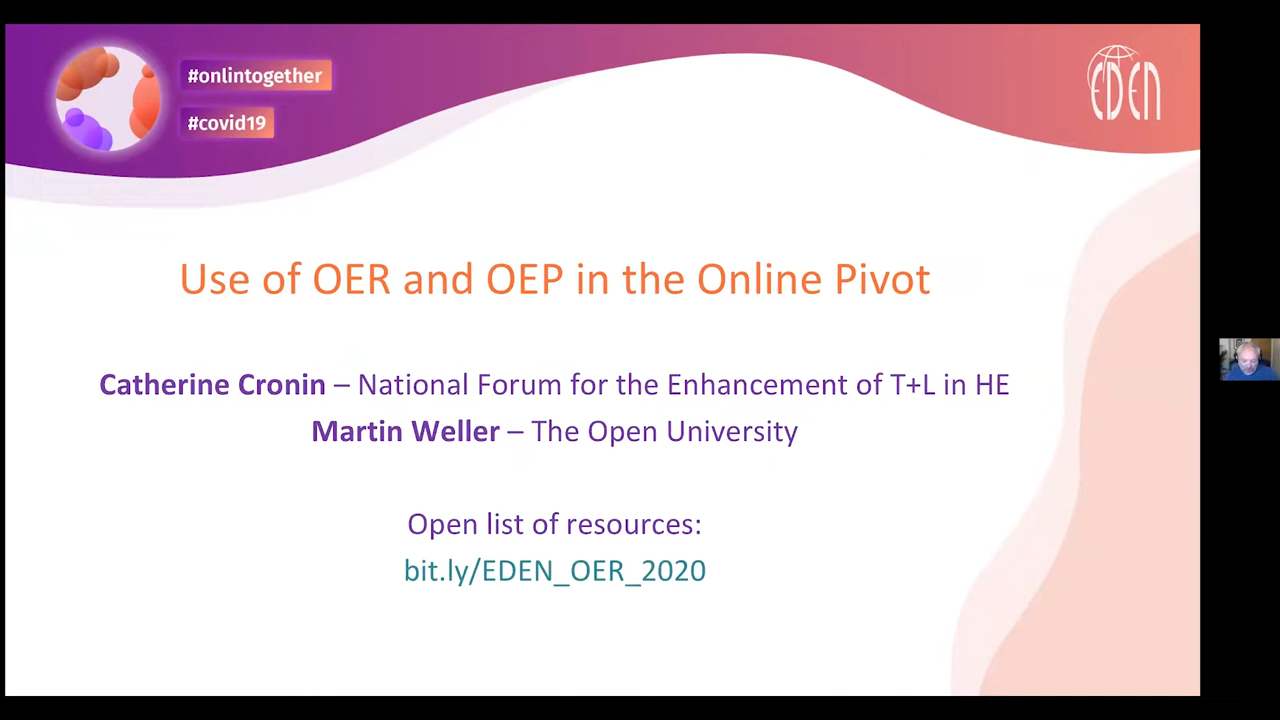 #onlintogether
#covid19
EDEN
Use of OER and OEP in the Online Pivot
Catherine Cronin – National Forum for the Enhancement of T+L in HE
Martin Weller – The Open University
Open list of resources:
bit.ly/EDEN_OER_2020